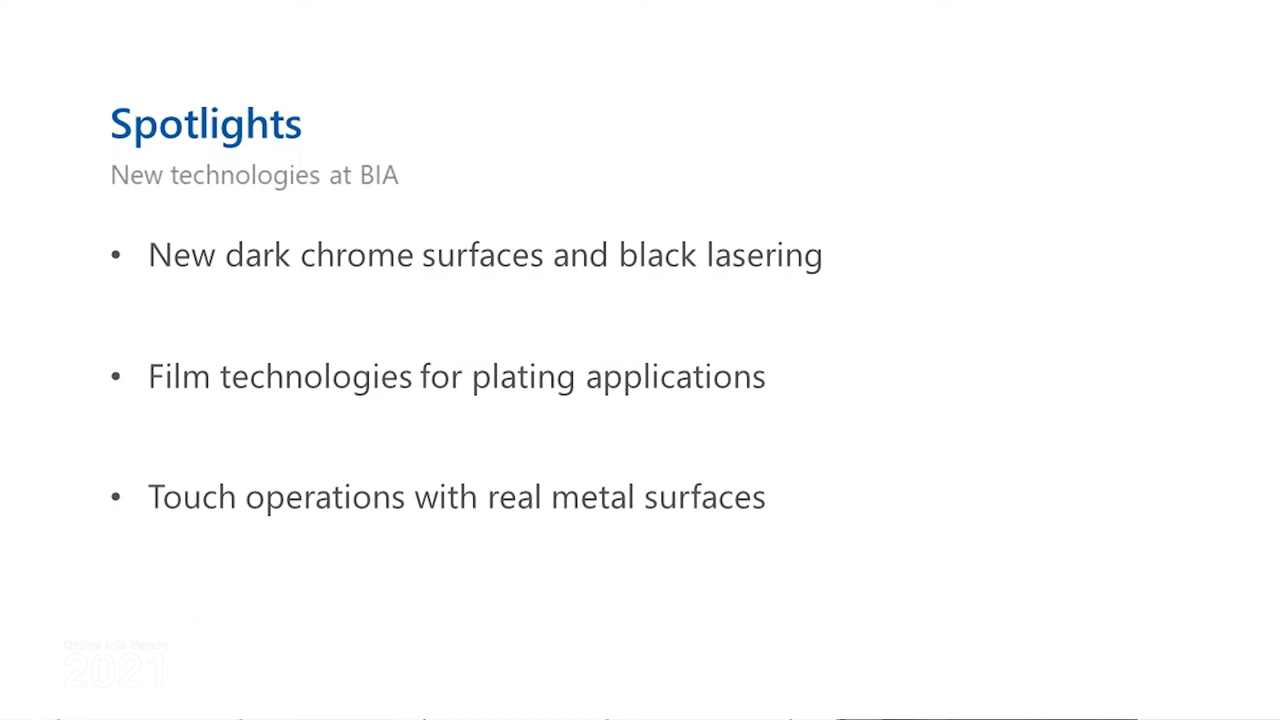 Spotlights
New technologies at BIA
• New dark chrome surfaces and black lasering
• Film technologies for plating applications
• Touch operations with real metal surfaces
2021